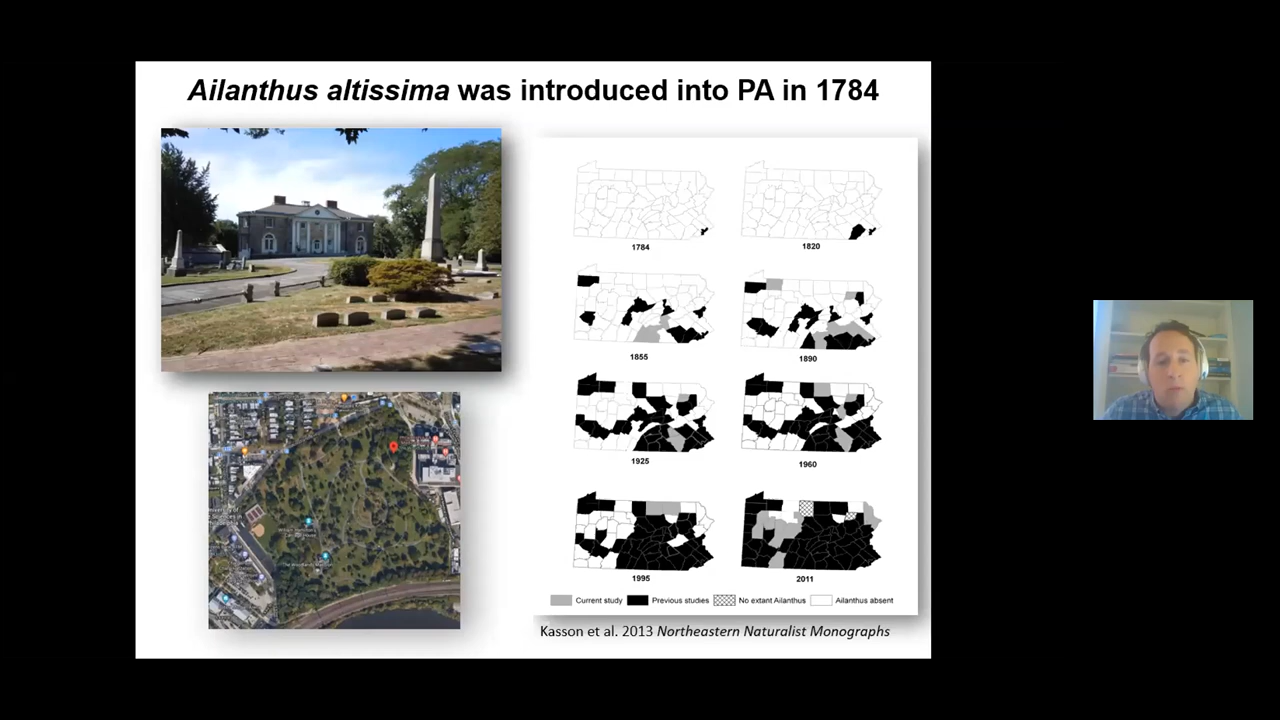 Ailanthus altissima was introduced into PA in 1784
1784
1820
1855
1890
1925
1960
1995
2011
Current study
Previous studies
No extant Ailanthus
Ailanthus absent
Kasson et al. 2013 Northeastern Naturalist Monographs